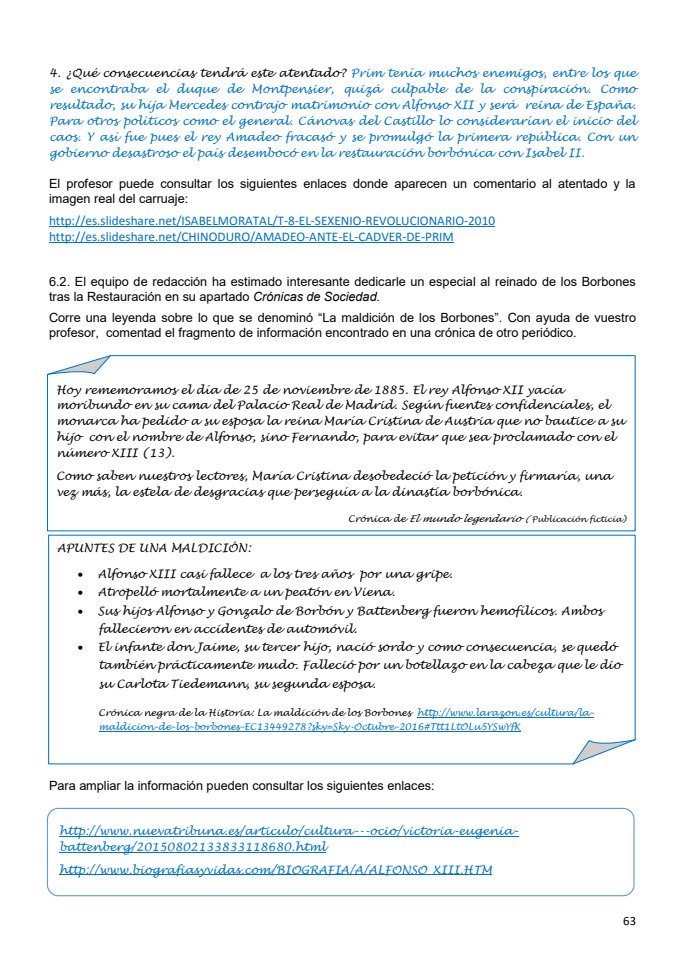 4. ¿Qué consecuencias tendrá este atentado? Prim tenía muchos enemigos, entre los que
se encontraba el duque de Montpensier, quizá culpable de la conspiración. Como
resultado, su hija Mercedes contrajo matrimonio con Alfonso XII y será reina de España.
Para otros políticos como el general. Cánovas del Castillo lo considerarían el inicio del
caos. Y así fue pues el rey Amadeo fracasó y se promulgó la primera república. Con un
gobierno desastroso el país desembocó en la restauración borbónica con Isabel II.
El profesor puede consultar los siguientes enlaces donde aparecen un comentario al atentado y la
imagen real del carruaje:
http://es.slideshare.net/ISABELMORATAL/T-8-EL-SEXENIO-REVOLUCIONARIO-2010
http://es.slideshare.net/CHINODURO/AMADEO-ANTE-EL-CADVER-DE-PRIM
6.2. El equipo de redacción ha estimado interesante dedicarle un especial al reinado de los Borbones
tras la Restauración en su apartado Crónicas de Sociedad.
Corre una leyenda sobre lo que se denominó “La maldición de los Borbones”. Con ayuda de vuestro
profesor, comentad el fragmento de información encontrado en una crónica de otro periódico.
Hoy rememoramos el día de 25 de noviembre de 1885. El rey Alfonso XII yacía
moribundo en su cama del Palacio Real de Madrid. Según fuentes confidenciales, el
monarca ha pedido a su esposa la reina María Cristina de Austria que no bautice a su
hijo con el nombre de Alfonso, sino Fernando, para evitar que sea proclamado con el
número XIII (13).
Como saben nuestros lectores, María Cristina desobedeció la petición y firmaría, una
vez más, la estela de desgracias que perseguía a la dinastía borbónica.
Crónica de El mundo legendario (Publicación ficticia)
APUNTES DE UNA MALDICIÓN:
• Alfonso XIII casi fallece a los tres años por una gripe.
• Atropelló mortalmente a un peatón en Viena.
• Sus hijos Alfonso y Gonzalo de Borbón y Battenberg fueron hemofílicos. Ambos
fallecieron en accidentes de automóvil.
• El infante don Jaime, su tercer hijo, nació sordo y como consecuencia, se quedó
también prácticamente mudo. Falleció por un botellazo en la cabeza que le dio
su Carlota Tiedemann, su segunda esposa.
Crónica negra de la Historia: La maldición de los Borbones http://www.larazon.es/cultura/la-
maldicion-de-los-borbones-EC13449278?sky=Sky-Octubre-2016#Ttt1LtOLu5YSwYfK
Para ampliar la información pueden consultar los siguientes enlaces:
http://www.nuevatribuna.es/articulo/cultura---ocio/victoria-eugenia-
battenberg/20150802133833118680.html
http://www.biografiasyvidas.com/BIOGRAFIA/A/ALFONSO_XIII.HTM
63